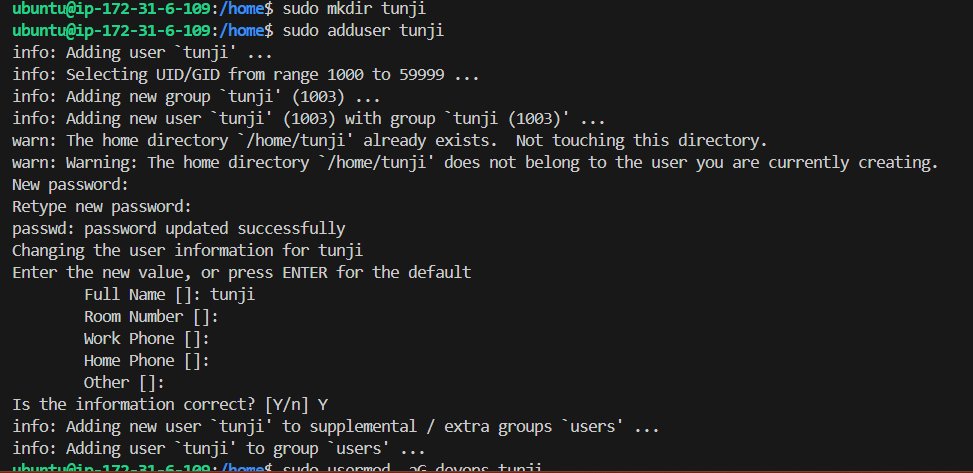 ubuntu@ip-172-31-6-109:/home$ sudo mkdir tunji
ubuntu@ip-172-31-6-109:/home$ sudo adduser tunji
info: Adding user `tunji' ...
info: Selecting UID/GID from range 1000 to 59999 ...
info: Adding new group `tunji' (1003) ...
info: Adding new user `tunji' (1003) with group `tunji (1003)' ...
warn: The home directory `/home/tunji' already exists.  Not touching this directory.
warn: Warning: The home directory `/home/tunji' does not belong to the user you are currently creating.
New password:
Retype new password:
passwd: password updated successfully
Changing the user information for tunji
Enter the new value, or press ENTER for the default
        Full Name []: tunji
        Room Number []:
        Work Phone []:
        Home Phone []:
        Other []:
Is the information correct? [Y/n] Y
info: Adding new user `tunji' to supplemental / extra groups `users' ...
info: Adding user `tunji' to group `users' ...
ubuntu@ip-172-31-6-109:/home$ sudo usermod -aG devops tunji